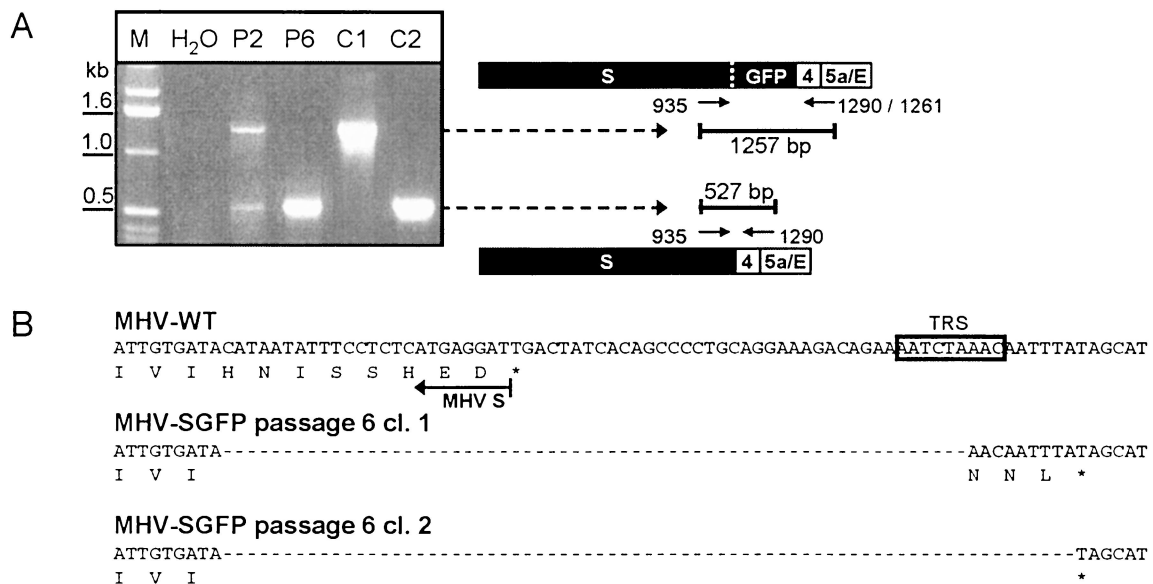 A
M H2O P2 P6 C1 C2
kb
1.6
1.0
0.5
S GFP 4 5a/E
935 1290 / 1261
1257 bp
527 bp
935 1290
S 4 5a/E
B
MHV-WT
TRS
ATTGTGATACATAATATTTCCTCTCATGAGGATTGACTATCACAGCCCCTGCAGGAAAGACAGAAAATCTAAACAATTTATAGCAT
I V I H N I S S H E D *
MHV S
MHV-SGFP passage 6 cl. 1
ATTGTGATA--------------------------------------------------------------AACAATTTATAGCAT
I V I N N L *
MHV-SGFP passage 6 cl. 2
ATTGTGATA-----------------------------------------------------------------------TAGCAT
I V I *